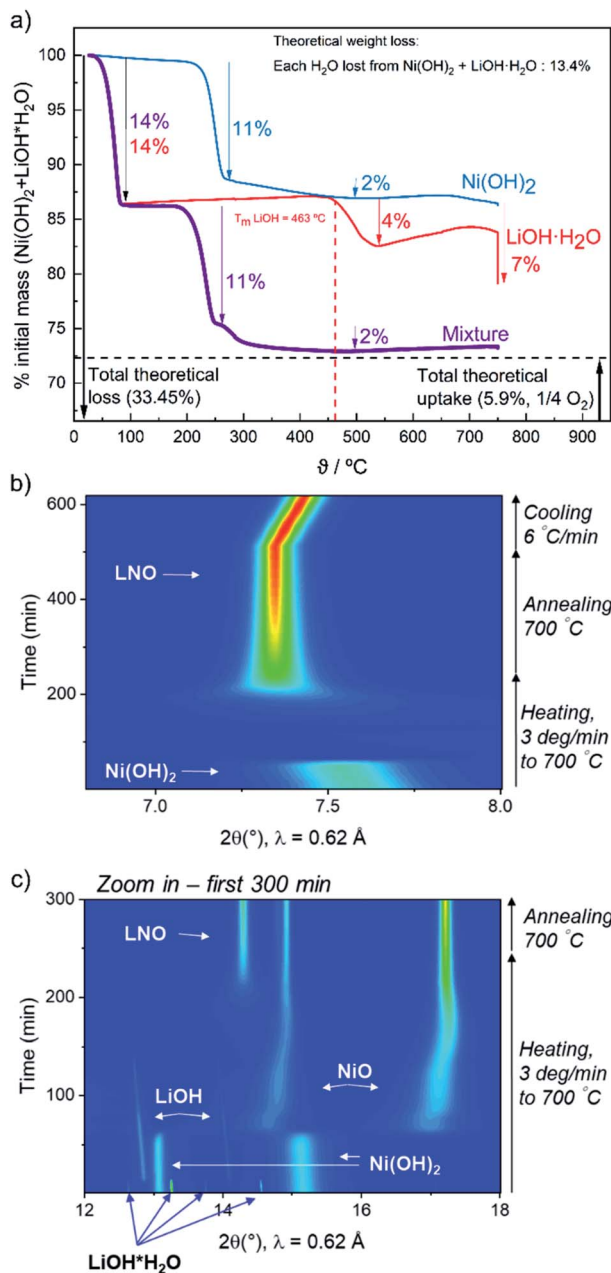 a)
Theoretical weight loss:
Each H₂O lost from Ni(OH)₂ + LiOH·H₂O : 13.4%
% initial mass (Ni(OH)₂+LiOH*H₂O)
100
95
90
85
80
75
70
14%
14%
11%
2%
Ni(OH)₂
Tₘ LiOH = 463 ºC
4%
LiOH·H₂O
7%
11%
2%
Mixture
Total theoretical
loss (33.45%)
Total theoretical
uptake (5.9%, 1/4 O₂)
0 150 300 450 600 750 900
ϑ / ºC
b)
Time (min)
600
400
200
LNO
Ni(OH)₂
7.0 7.5 8.0
2θ(°), λ = 0.62 Å
Cooling
6 °C/min
Annealing
700 °C
Heating,
3 deg/min
to 700 °C
c)
Zoom in – first 300 min
Time (min)
300
200
100
LNO
NiO
LiOH
Ni(OH)₂
12 14 16 18
LiOH*H₂O
2θ(°), λ = 0.62 Å
Annealing
700 °C
Heating,
3 deg/min
to 700 °C